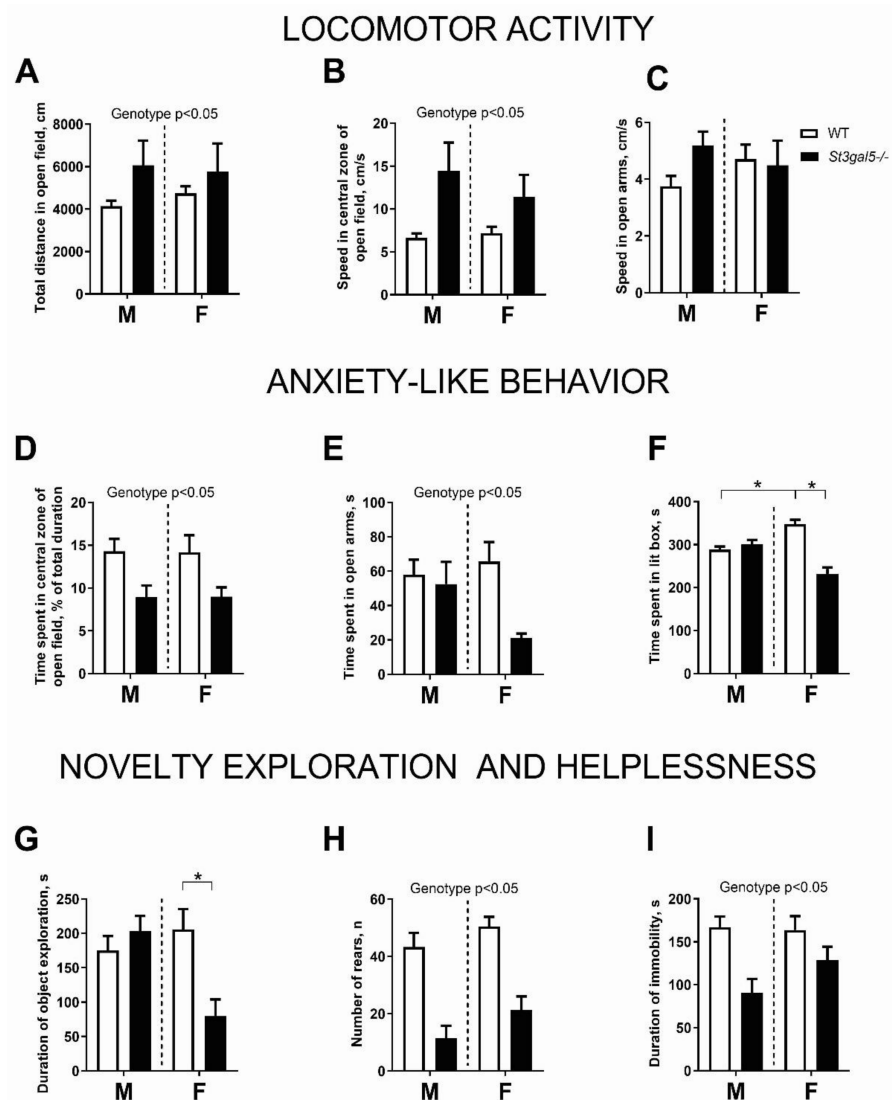 LOCOMOTOR ACTIVITY
A
B
C
Genotype p<0.05
Genotype p<0.05
Total distance in open field, cm
8000
6000
4000
2000
0
M
F
Speed in central zone of
open field, cm/s
20
15
10
5
0
M
F
Speed in open arms, cm/s
6
4
2
0
M
F
WT
St3gal5-/-
ANXIETY-LIKE BEHAVIOR
D
E
F
Genotype p<0.05
Genotype p<0.05
* *
Time spent in central zone of
open field, % of total duration
20
15
10
5
0
M
F
Time spent in open arms, s
100
80
60
40
20
0
M
F
Time spent in lit box, s
400
300
200
100
0
M
F
NOVELTY EXPLORATION AND HELPLESSNESS
G
H
I
*
Genotype p<0.05
Genotype p<0.05
Duration of object exploration, s
250
200
150
100
50
0
M
F
Number of rears, n
60
40
20
0
M
F
Duration of immobility, s
200
150
100
50
0
M
F